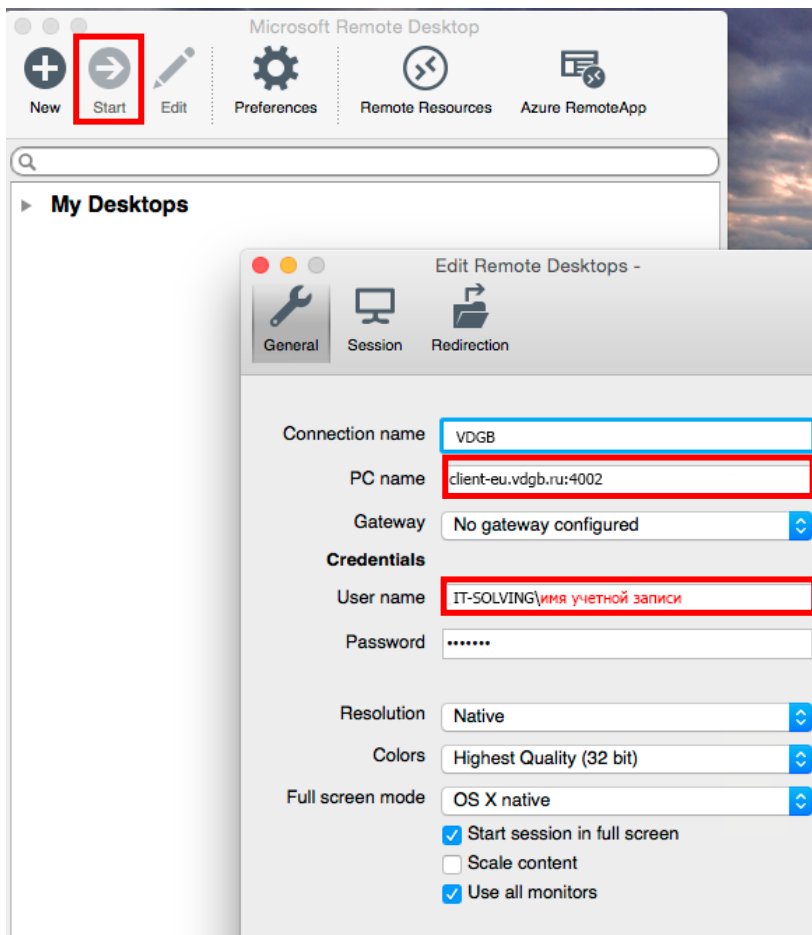 Microsoft Remote Desktop
New Start Edit Preferences Remote Resources Azure RemoteApp
My Desktops
Edit Remote Desktops -
General Session Redirection
Connection name VDGB
PC name client-eu.vdgb.ru:4002
Gateway No gateway configured
Credentials
User name IT-SOLVING\имя учетной записи
Password •••••••
Resolution Native
Colors Highest Quality (32 bit)
Full screen mode OS X native
Start session in full screen
Scale content
Use all monitors